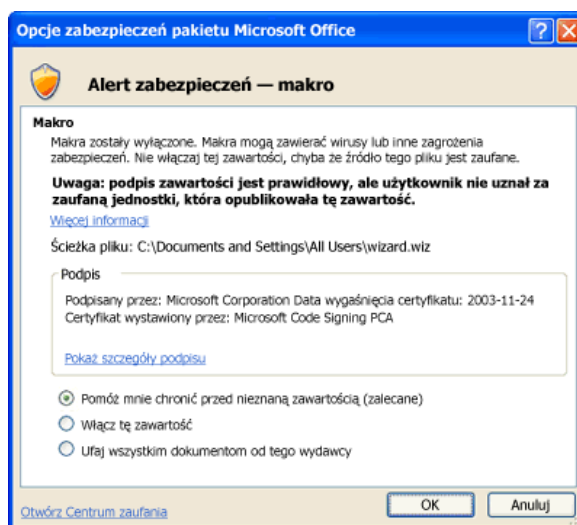 Opcje zabezpieczeń pakietu Microsoft Office
Alert zabezpieczeń — makro
Makro
Makra zostały wyłączone. Makra mogą zawierać wirusy lub inne zagrożenia
zabezpieczeń. Nie włączaj tej zawartości, chyba że źródło tego pliku jest zaufane.
Uwaga: podpis zawartości jest prawidłowy, ale użytkownik nie uznał za
zaufaną jednostki, która opublikowała tę zawartość.
Więcej informacji
Ścieżka pliku: C:\Documents and Settings\All Users\wizard.wiz
Podpis
Podpisany przez: Microsoft Corporation Data wygaśnięcia certyfikatu: 2003-11-24
Certyfikat wystawiony przez: Microsoft Code Signing PCA
Pokaż szczegóły podpisu
Pomóż mnie chronić przed nieznaną zawartością (zalecane)
Włącz tę zawartość
Ufaj wszystkim dokumentom od tego wydawcy
Otwórz Centrum zaufania
OK
Anuluj